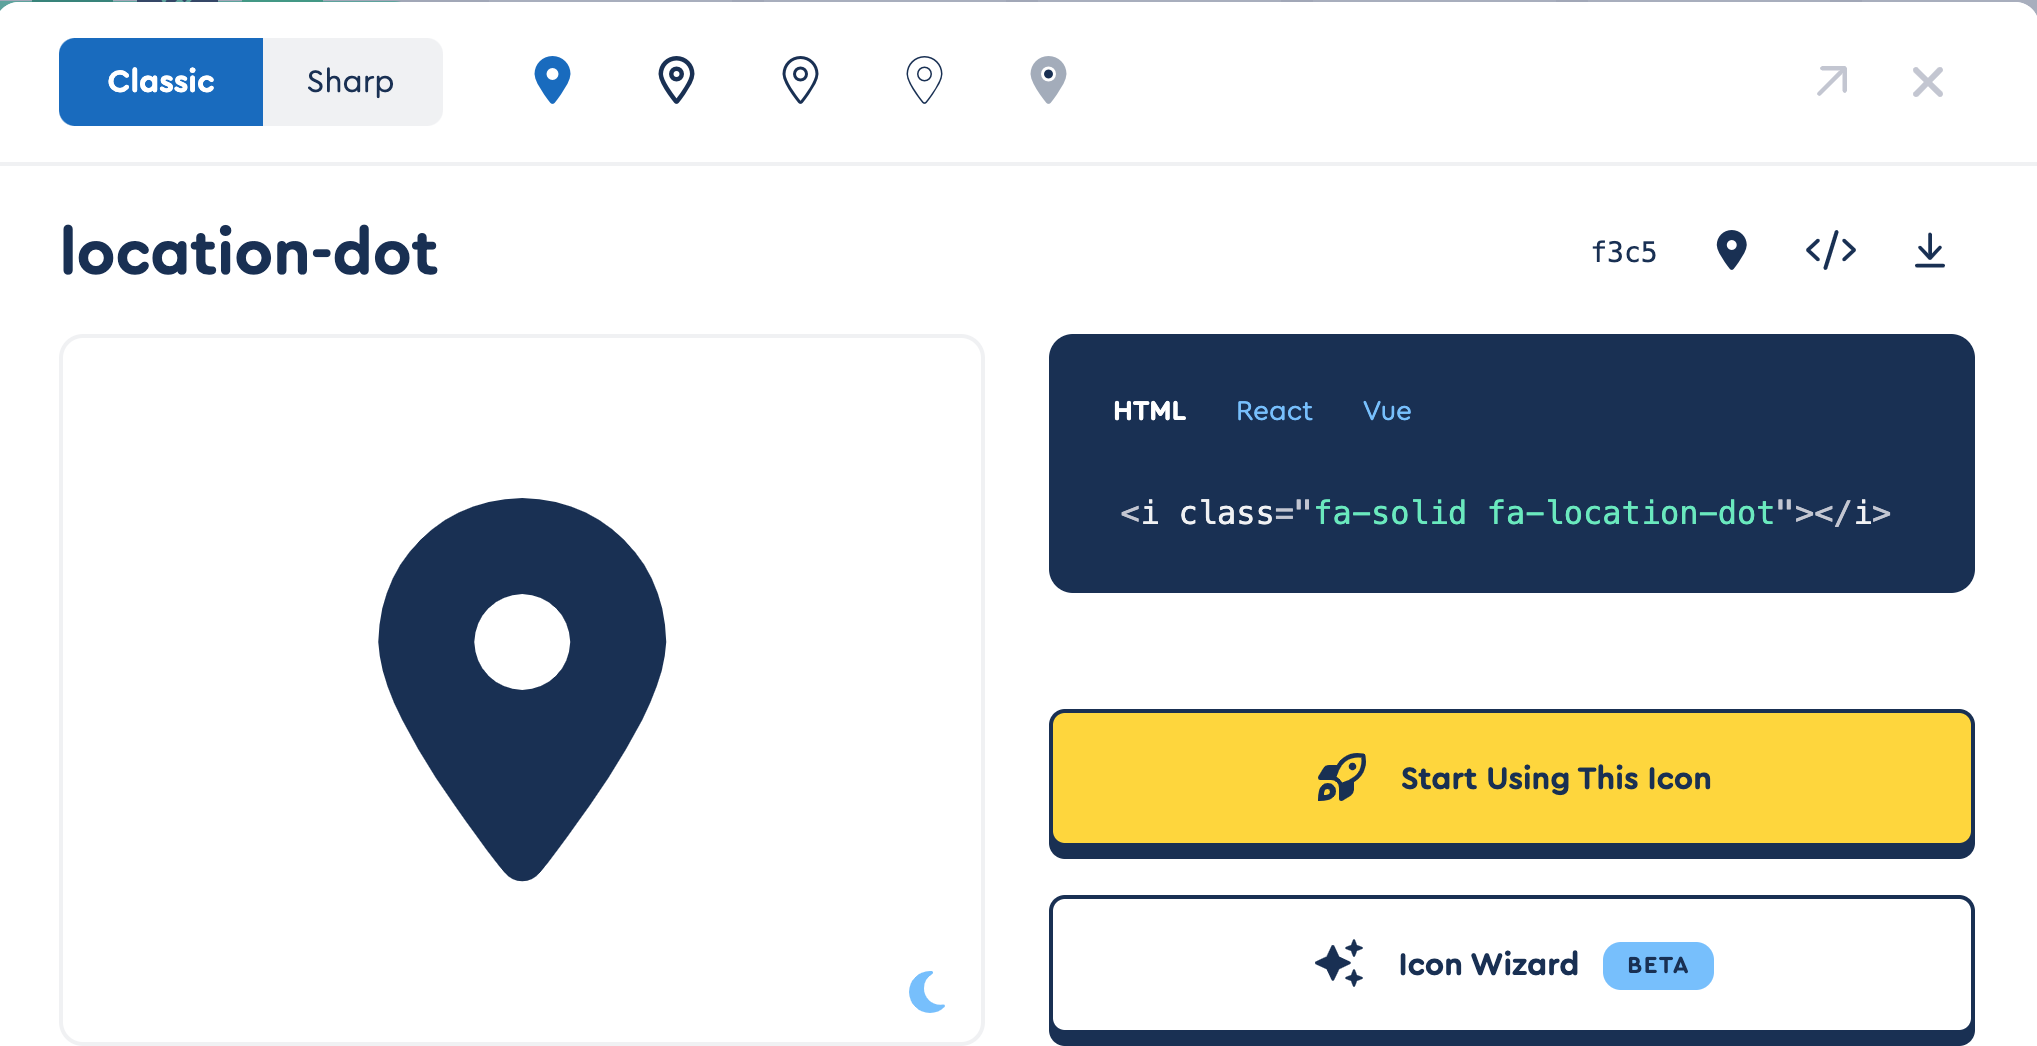 Classic Sharp
location-dot
f3c5 </>
HTML React Vue
<i class="fa-solid fa-location-dot"></i>
Start Using This Icon
Icon Wizard BETA